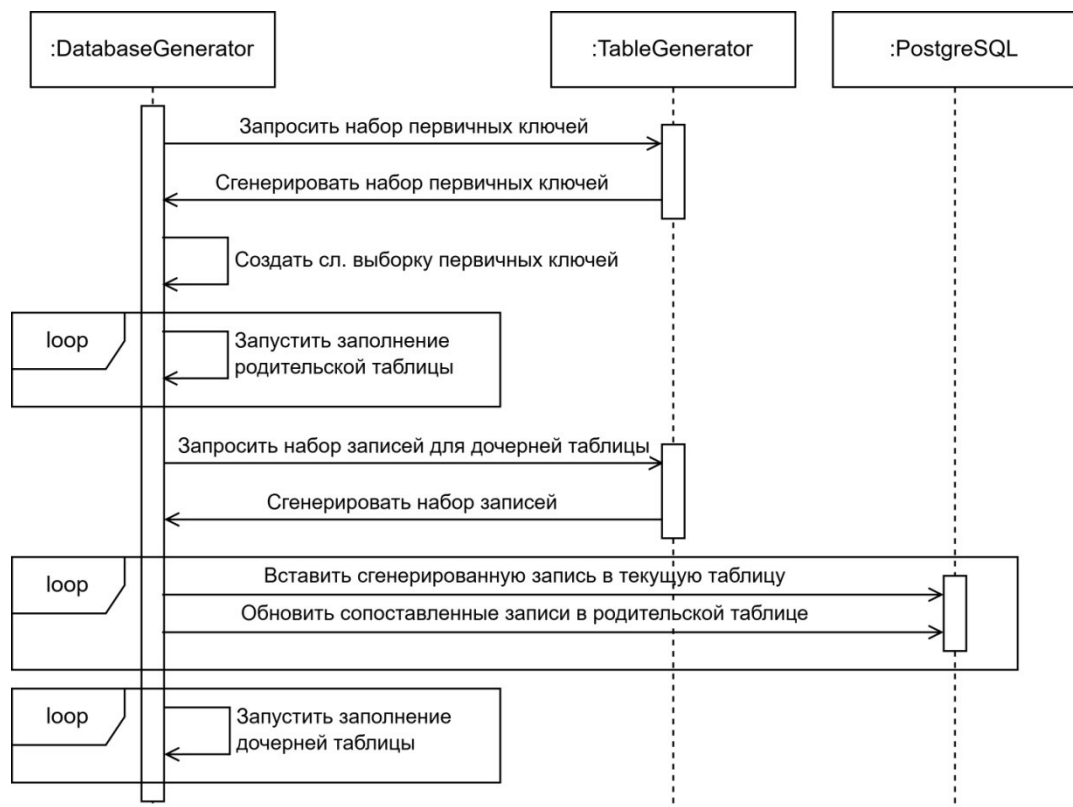 :DatabaseGenerator
:TableGenerator
:PostgreSQL
Запросить набор первичных ключей
Сгенерировать набор первичных ключей
Создать сл. выборку первичных ключей
loop
Запустить заполнение
родительской таблицы
Запросить набор записей для дочерней таблицы
Сгенерировать набор записей
loop
Вставить сгенерированную запись в текущую таблицу
Обновить сопоставленные записи в родительской таблице
loop
Запустить заполнение
дочерней таблицы